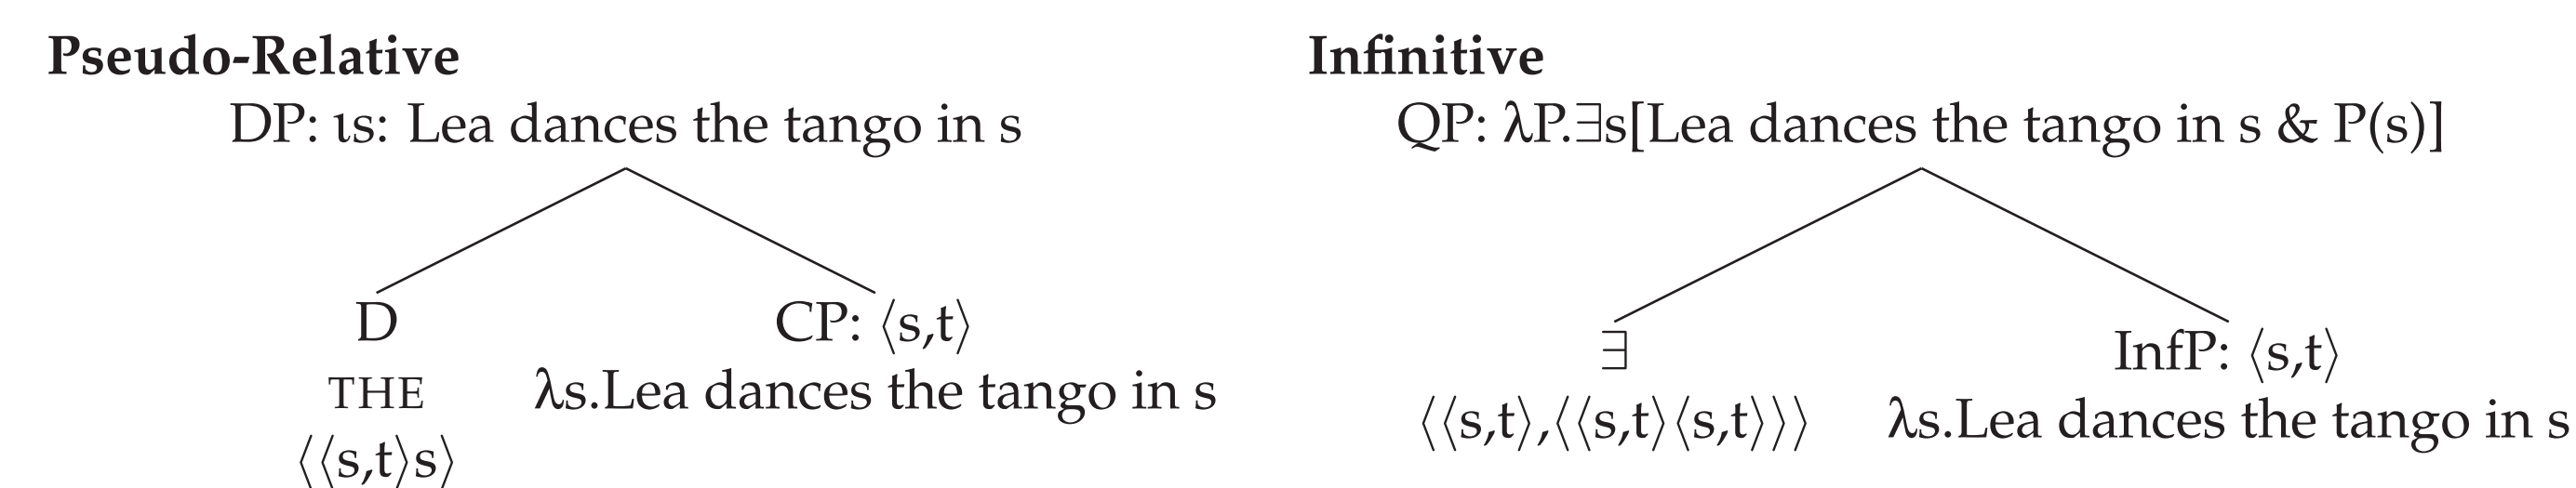 Pseudo-Relative
DP: ιs: Lea dances the tango in s
D
THE
⟨⟨s,t⟩s⟩
CP: ⟨s,t⟩
λs.Lea dances the tango in s
Infinitive
QP: λP.∃s[Lea dances the tango in s & P(s)]
∃
⟨⟨s,t⟩,⟨⟨s,t⟩⟨s,t⟩⟩⟩
InfP: ⟨s,t⟩
λs.Lea dances the tango in s